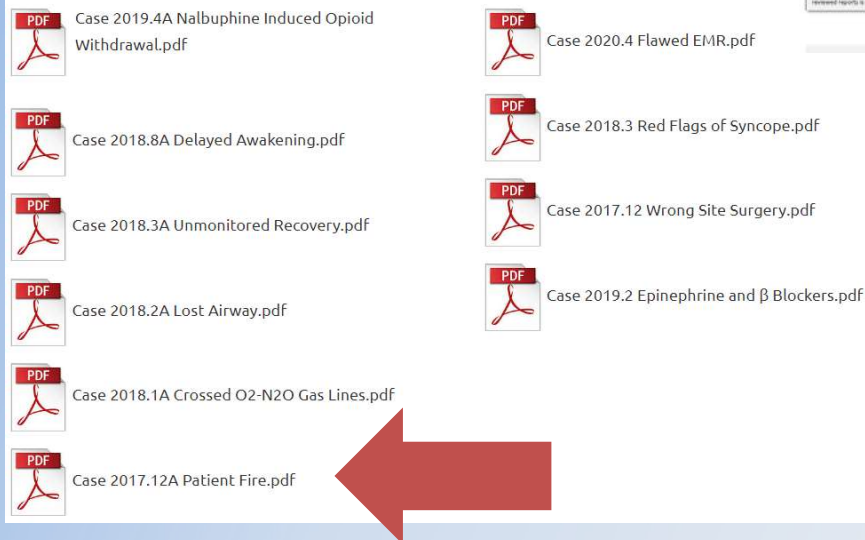 PDF
Case 2019.4A Nalbuphine Induced Opioid
Withdrawal.pdf
PDF
Case 2018.8A Delayed Awakening.pdf
PDF
Case 2018.3A Unmonitored Recovery.pdf
PDF
Case 2018.2A Lost Airway.pdf
PDF
Case 2018.1A Crossed O2-N2O Gas Lines.pdf
PDF
Case 2017.12A Patient Fire.pdf
PDF
Case 2020.4 Flawed EMR.pdf
PDF
Case 2018.3 Red Flags of Syncope.pdf
PDF
Case 2017.12 Wrong Site Surgery.pdf
PDF
Case 2019.2 Epinephrine and β Blockers.pdf